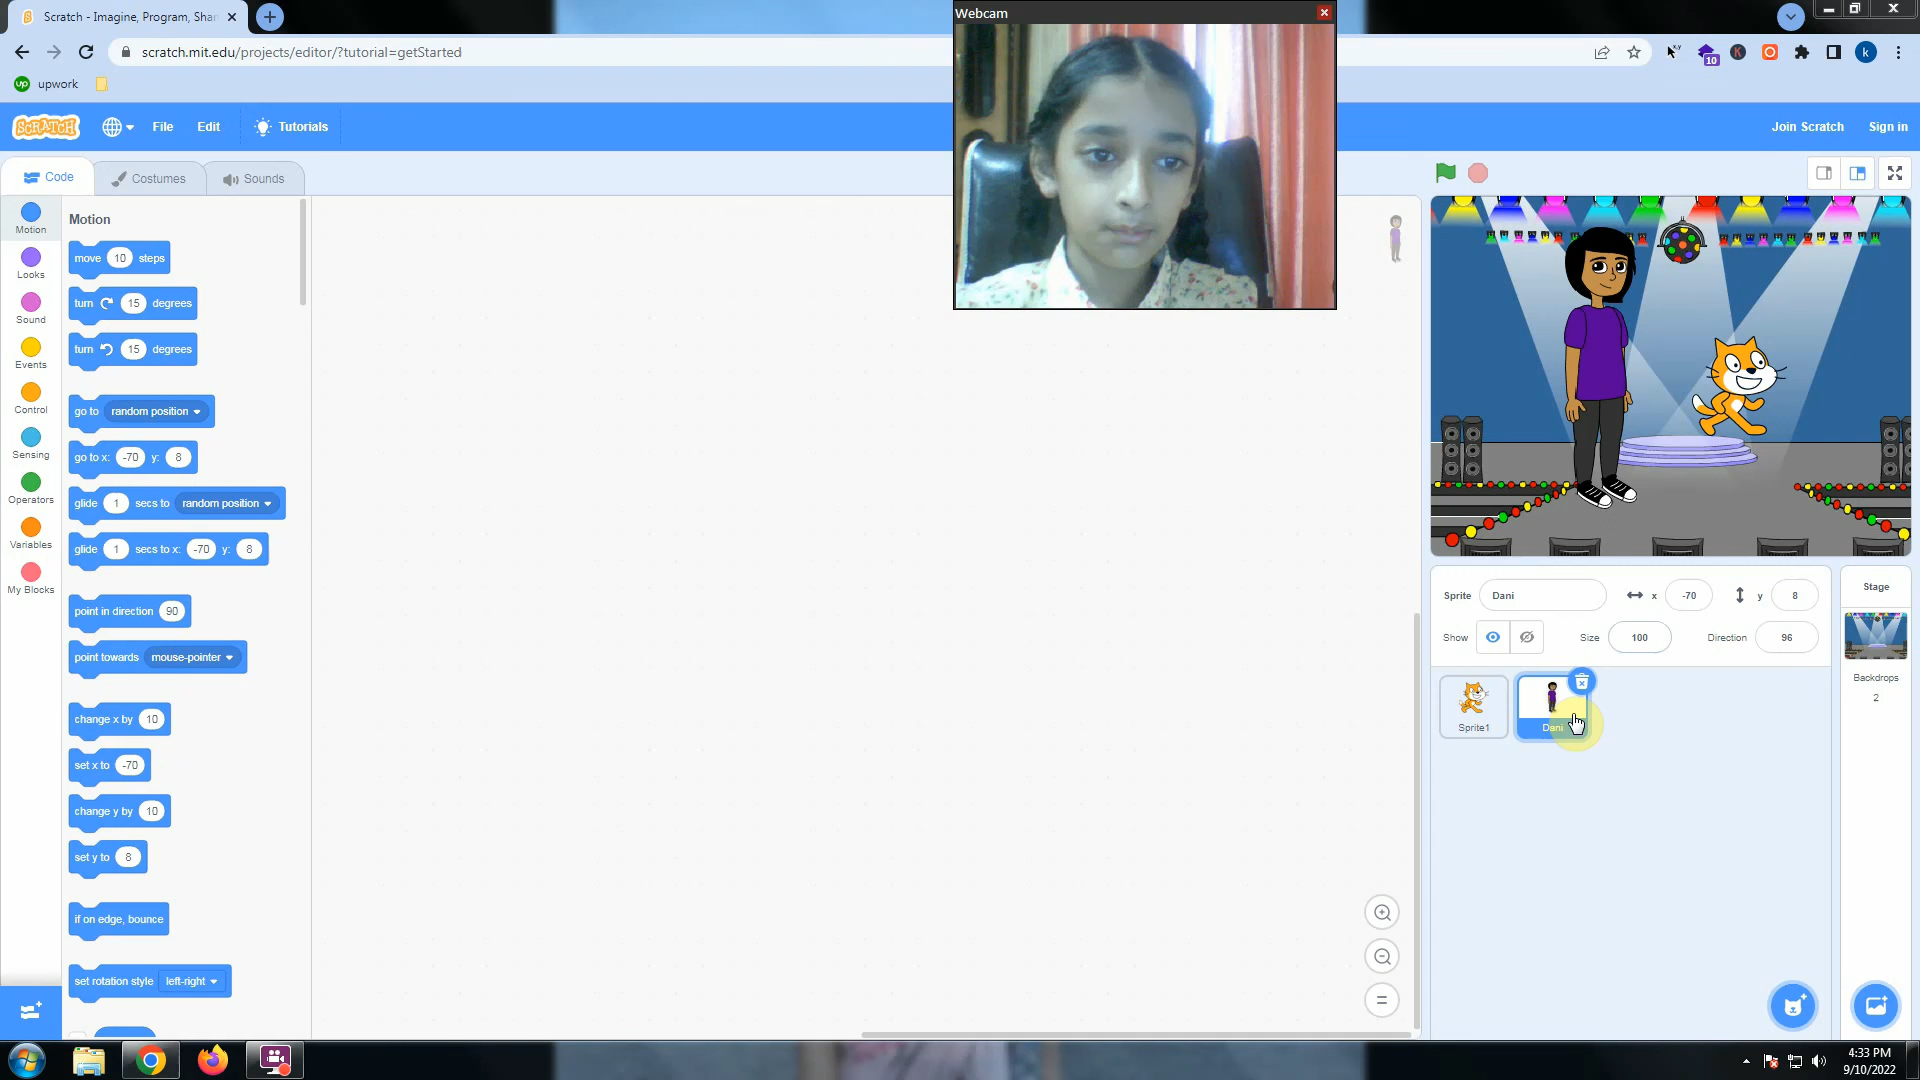 Scratch - Imagine, Program, Shar
Webcam
scratch.mit.edu/projects/editor/?tutorial=getStarted
10
K
k
up upwork
SCRATCH
File
Edit
Tutorials
Join Scratch
Sign in
Code
Costumes
Sounds
Motion
Looks
Sound
Events
Control
Sensing
Operators
Variables
My Blocks
Motion
move 10 steps
turn 15 degrees
turn 15 degrees
go to random position
go to x: -70 y: 8
glide 1 secs to random position
glide 1 secs to x: -70 y: 8
point in direction 90
point towards mouse-pointer
change x by 10
set x to -70
change y by 10
set y to 8
if on edge, bounce
set rotation style left-right
Sprite Dani x -70 y 8
Show Size 100 Direction 96
Sprite1
Dani
Stage
Backdrops
2
4:33 PM
9/10/2022